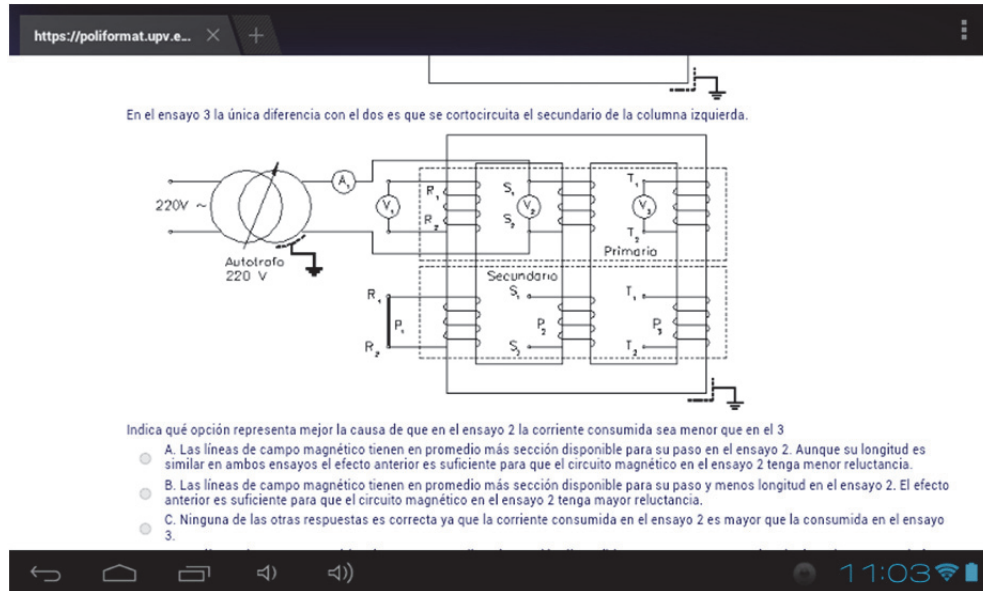 https://poliformat.upv.e...
En el ensayo 3 la única diferencia con el dos es que se cortocircuita el secundario de la columna izquierda.
A1
220V ~
V1
R1
R2
S1
V2
S2
T1
V3
T2
Autotrafo
220 V
Primario
Secundario
R1
P1
R2
S1
P2
S2
T1
P3
T2
Indica qué opción representa mejor la causa de que en el ensayo 2 la corriente consumida sea menor que en el 3
A. Las líneas de campo magnético tienen en promedio más sección disponible para su paso en el ensayo 2. Aunque su longitud es
similar en ambos ensayos el efecto anterior es suficiente para que el circuito magnético en el ensayo 2 tenga menor reluctancia.
B. Las líneas de campo magnético tienen en promedio más sección disponible para su paso y menos longitud en el ensayo 2. El efecto
anterior es suficiente para que el circuito magnético en el ensayo 2 tenga mayor reluctancia.
C. Ninguna de las otras respuestas es correcta ya que la corriente consumida en el ensayo 2 es mayor que la consumida en el ensayo
3.
11:03